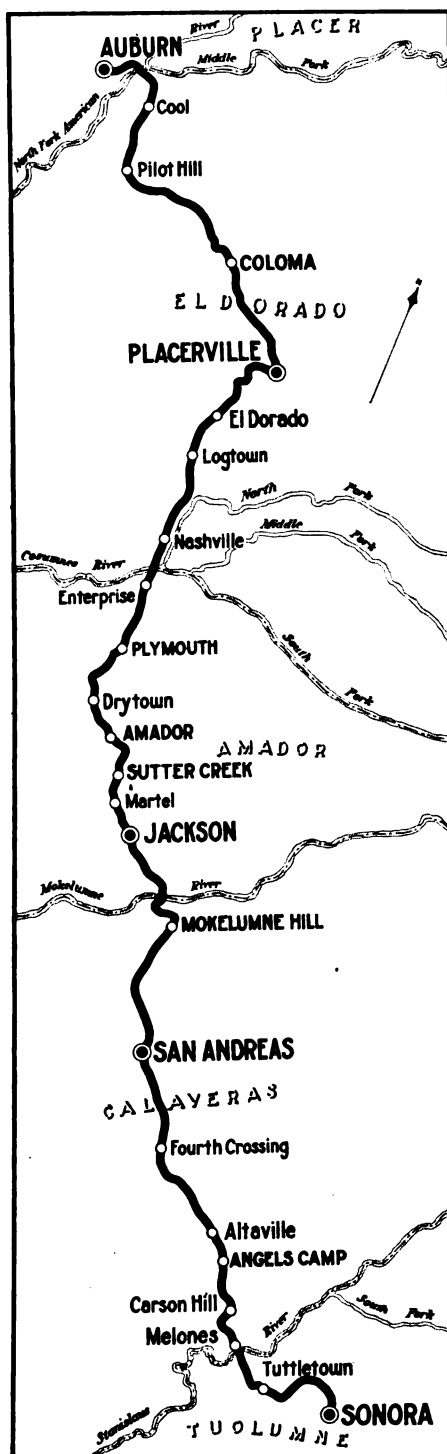 River
PLACER
AUBURN
Middle Fork
North Fork American
Cool
Pilot Hill
COLOMA
EL DORADO
N
PLACERVILLE
El Dorado
Logtown
North Fork
Nashville
Middle Fork
Cosumnes River
Enterprise
South Fork
PLYMOUTH
Drytown
AMADOR
AMADOR
SUTTER CREEK
Martel
JACKSON
Mokelumne River
MOKELUMNE HILL
SAN ANDREAS
CALAVERAS
Fourth Crossing
Altaville
ANGELS CAMP
Carson Hill
River
South Fork
Melones
Tuttletown
Stanislaus
SONORA
TUOLUMNE